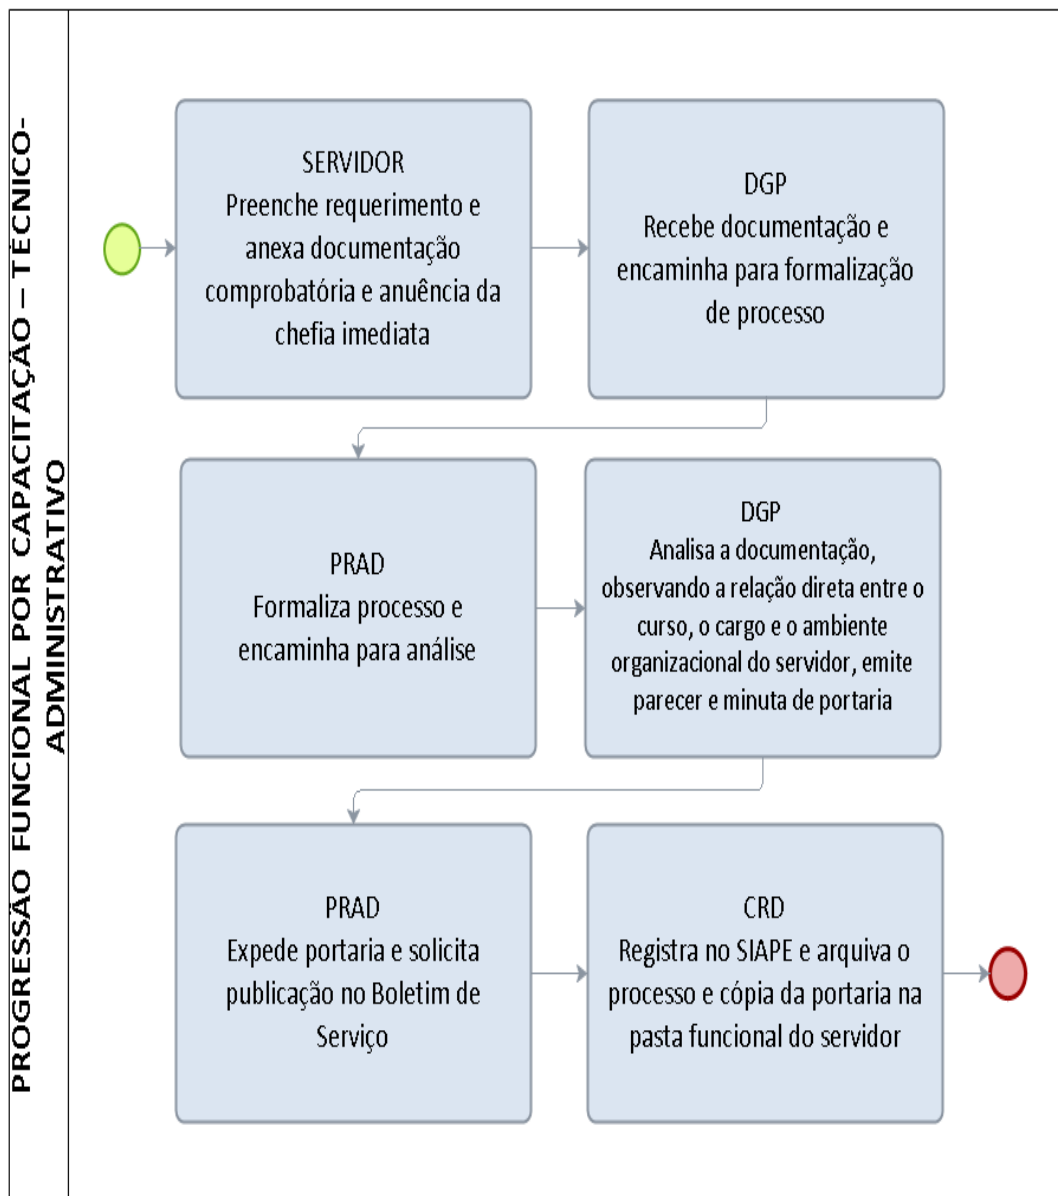 PROGRESSÃO FUNCIONAL POR CAPACITAÇÃO – TÉCNICO-
ADMINISTRATIVO
SERVIDOR
Preenche requerimento e
anexa documentação
comprobatória e anuência da
chefia imediata
DGP
Recebe documentação e
encaminha para formalização
de processo
PRAD
Formaliza processo e
encaminha para análise
DGP
Analisa a documentação,
observando a relação direta entre o
curso, o cargo e o ambiente
organizacional do servidor, emite
parecer e minuta de portaria
PRAD
Expede portaria e solicita
publicação no Boletim de
Serviço
CRD
Registra no SIAPE e arquiva o
processo e cópia da portaria na
pasta funcional do servidor